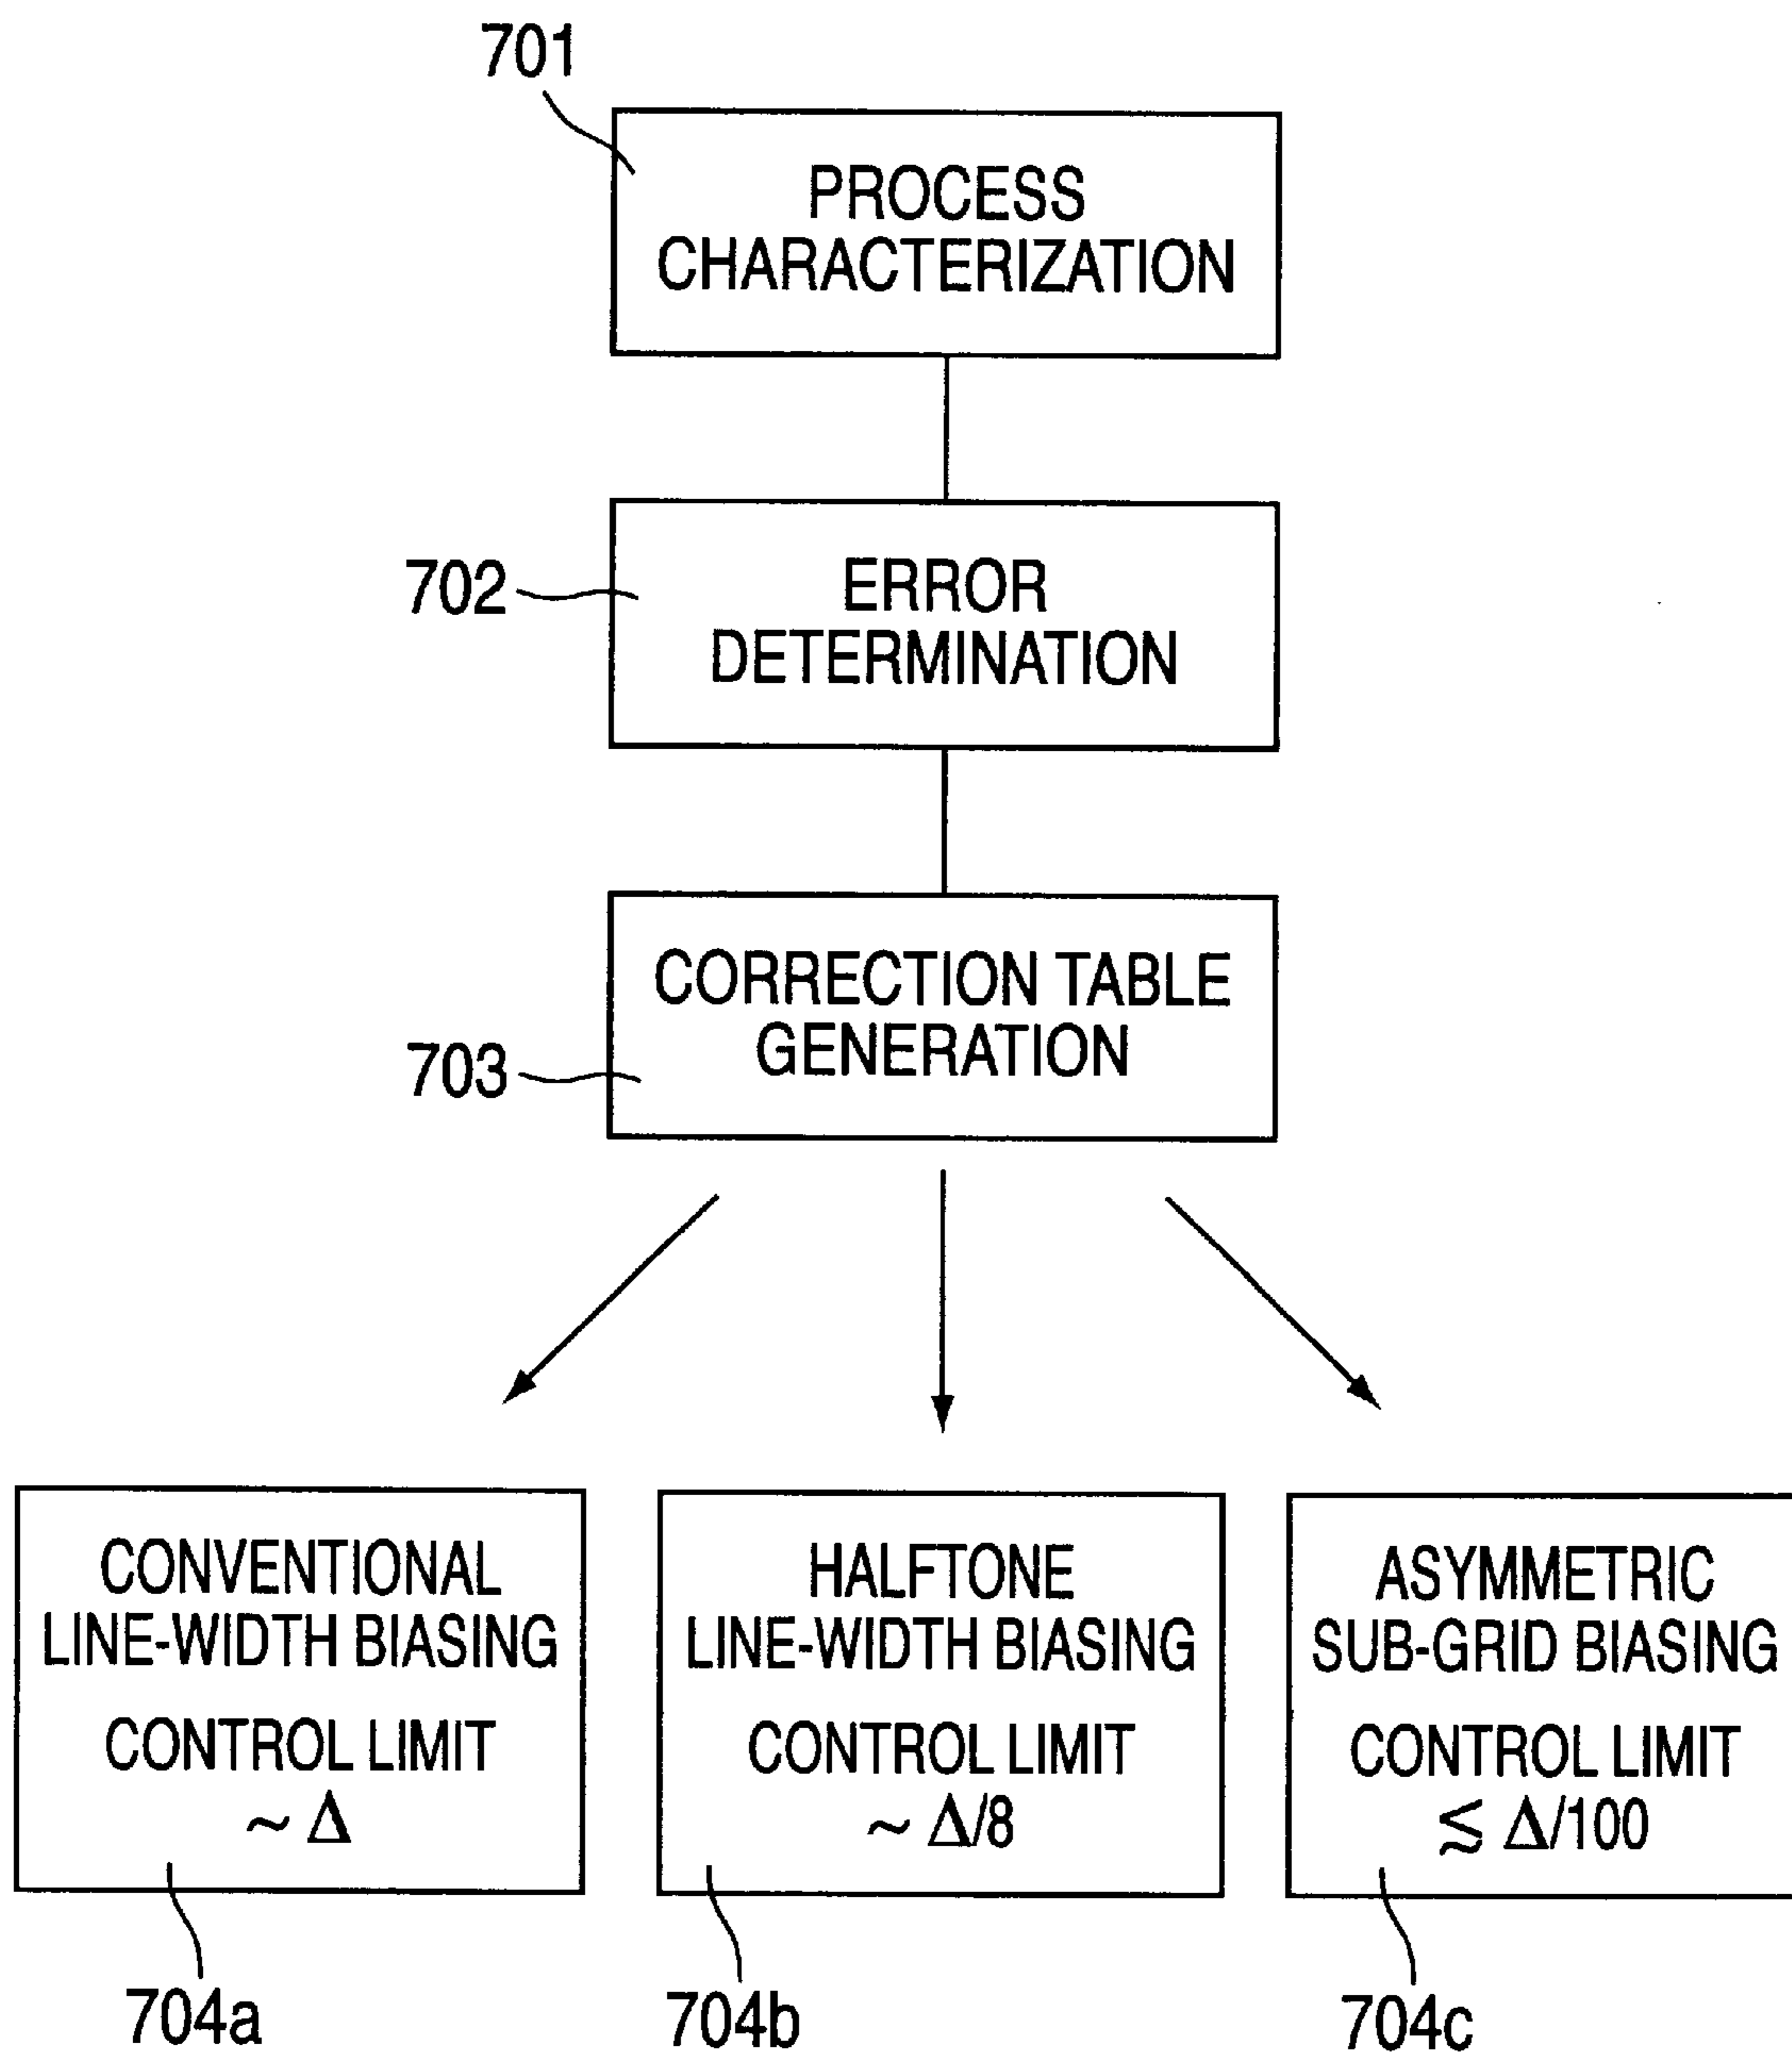 701
PROCESS
CHARACTERIZATION
702
ERROR
DETERMINATION
703
CORRECTION TABLE
GENERATION
CONVENTIONAL
LINE-WIDTH BIASING
CONTROL LIMIT
~ Δ
704a
HALFTONE
LINE-WIDTH BIASING
CONTROL LIMIT
~ Δ/8
704b
ASYMMETRIC
SUB-GRID BIASING
CONTROL LIMIT
≲ Δ/100
704c